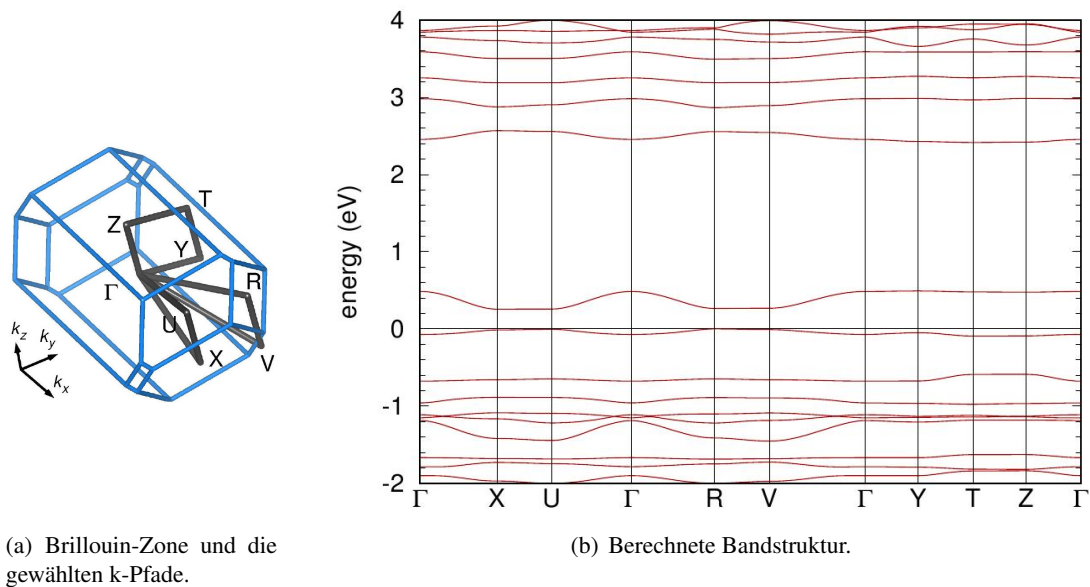 Z
T
Y
Γ
R
U
X
V
k_z
k_y
k_x
energy (eV)
4
3
2
1
0
-1
-2
Γ X U Γ R V Γ Y T Z Γ
(a) Brillouin-Zone und die
gewählten k-Pfade.
(b) Berechnete Bandstruktur.